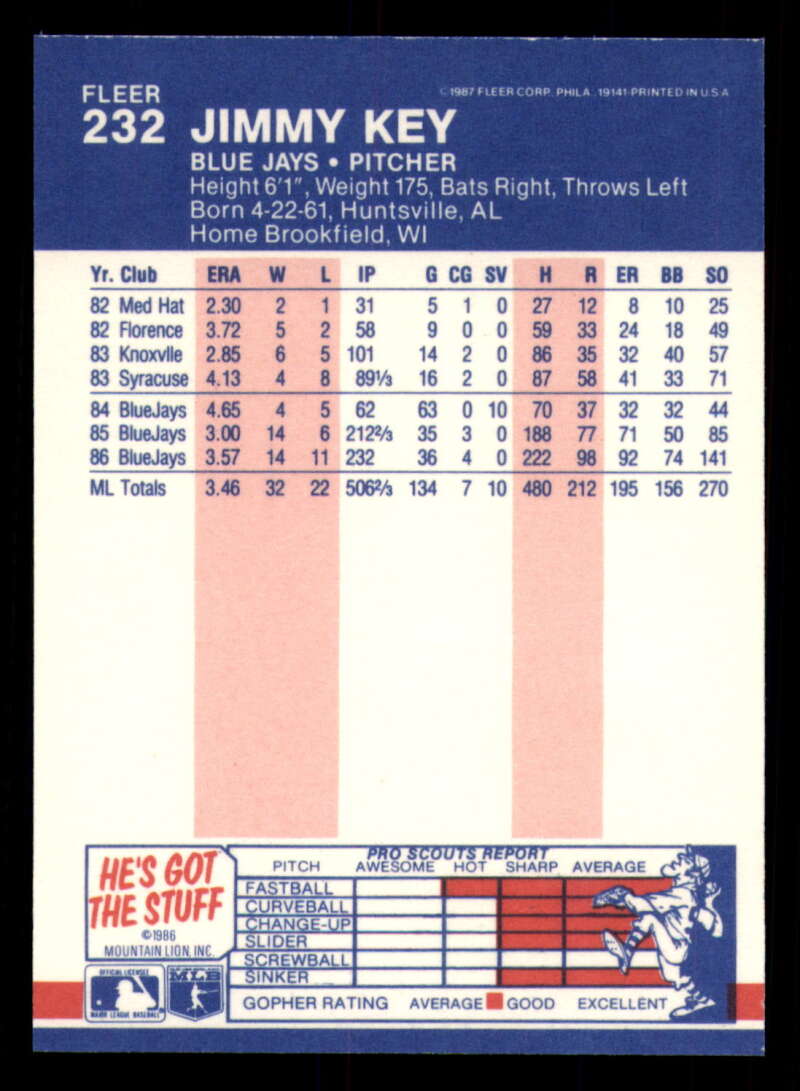 FLEER
©1987 FLEER CORP. PHILA. 19141-PRINTED IN U.S.A
232 JIMMY KEY
BLUE JAYS • PITCHER
Height 6'1", Weight 175, Bats Right, Throws Left
Born 4-22-61, Huntsville, AL
Home Brookfield, WI
Yr. Club ERA W L IP G CG SV H R ER BB SO
82 Med Hat 2.30 2 1 31 5 1 0 27 12 8 10 25
82 Florence 3.72 5 2 58 9 0 0 59 33 24 18 49
83 Knoxvlle 2.85 6 5 101 14 2 0 86 35 32 40 57
83 Syracuse 4.13 4 8 89⅓ 16 2 0 87 58 41 33 71
84 BlueJays 4.65 4 5 62 63 0 10 70 37 32 32 44
85 BlueJays 3.00 14 6 212⅔ 35 3 0 188 77 71 50 85
86 BlueJays 3.57 14 11 232 36 4 0 222 98 92 74 141
ML Totals 3.46 32 22 506⅔ 134 7 10 480 212 195 156 270
HE'S GOT
THE STUFF
©1986
MOUNTAIN LION, INC.
OFFICIAL LICENSEE
MAJOR LEAGUE BASEBALL
MLB
PRO SCOUTS REPORT
PITCH AWESOME HOT SHARP AVERAGE
FASTBALL
CURVEBALL
CHANGE-UP
SLIDER
SCREWBALL
SINKER
GOPHER RATING AVERAGE GOOD EXCELLENT